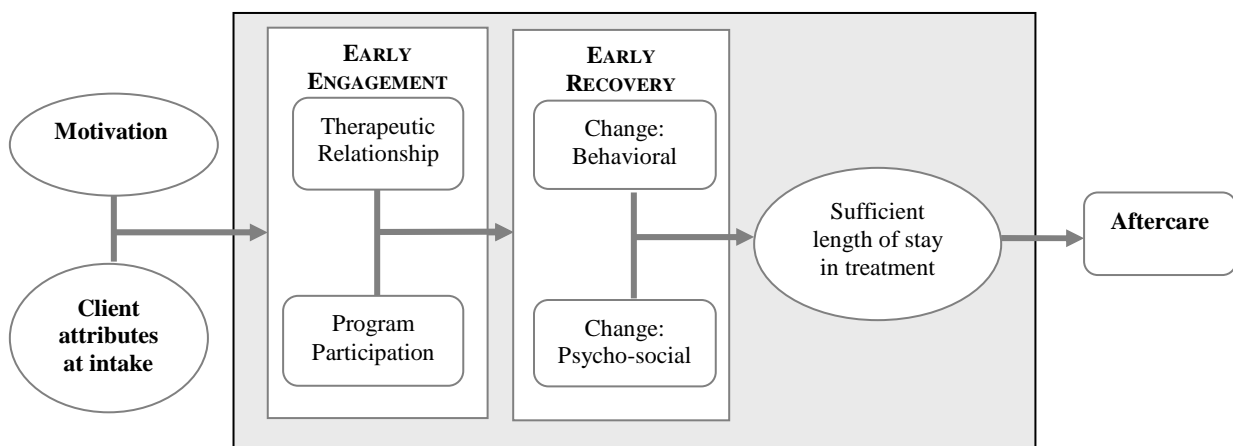 Motivation
Client
attributes
at intake
EARLY
ENGAGEMENT
Therapeutic
Relationship
Program
Participation
EARLY
RECOVERY
Change:
Behavioral
Change:
Psycho-social
Sufficient
length of stay
in treatment
Aftercare